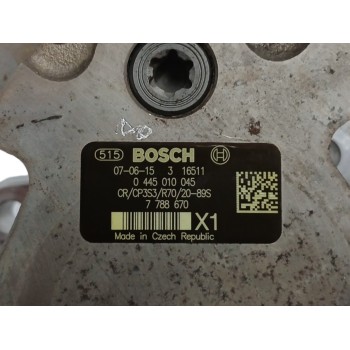 515 BOSCH
07-06-15 3 16511
0 445 010 045
CR/CP3S3/R70/20-89S
7 788 670
X1
Made in Czech Republic